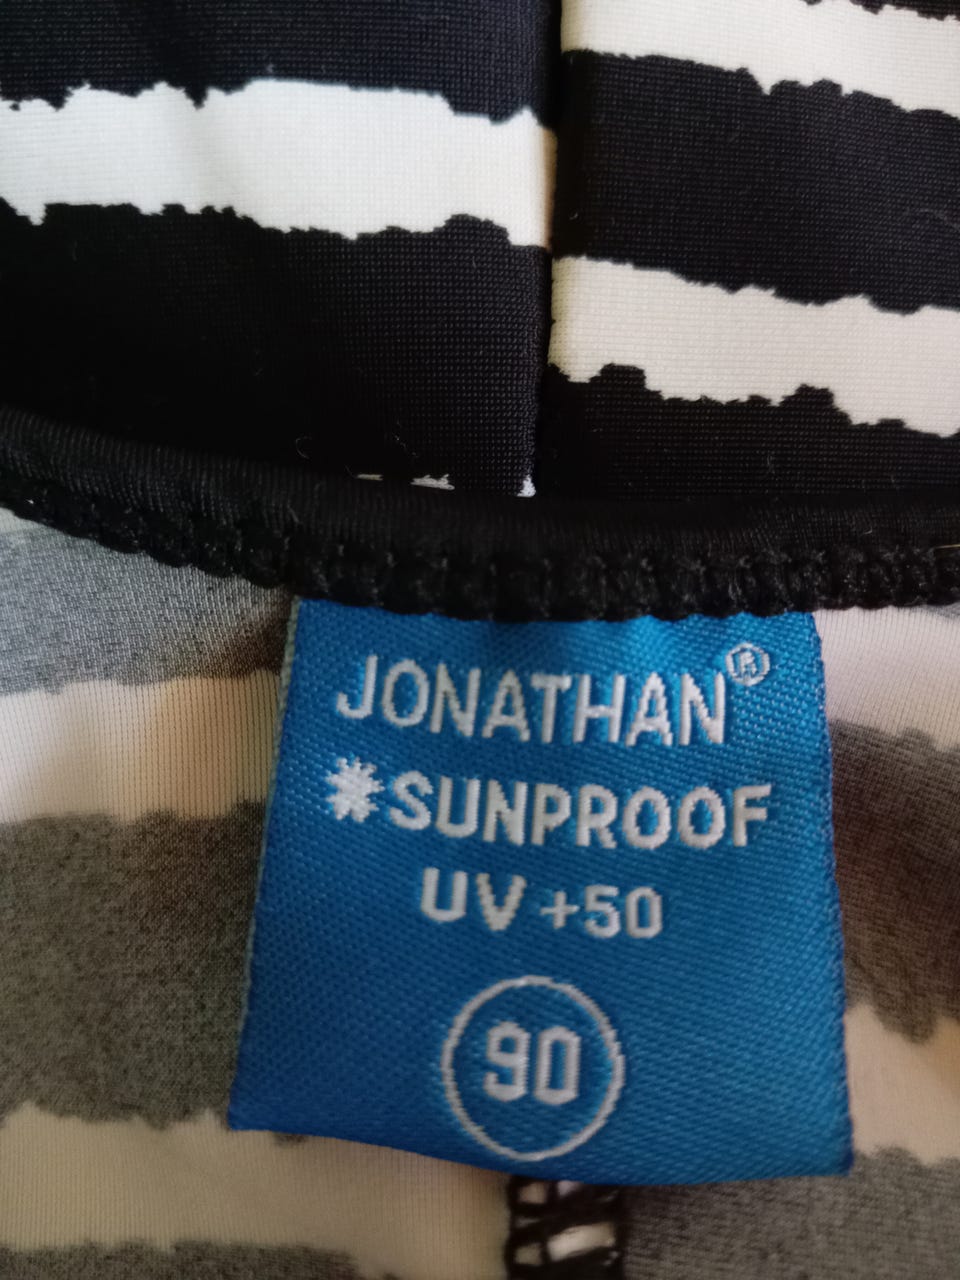 JONATHAN®
*SUNPROOF
UV +50
90